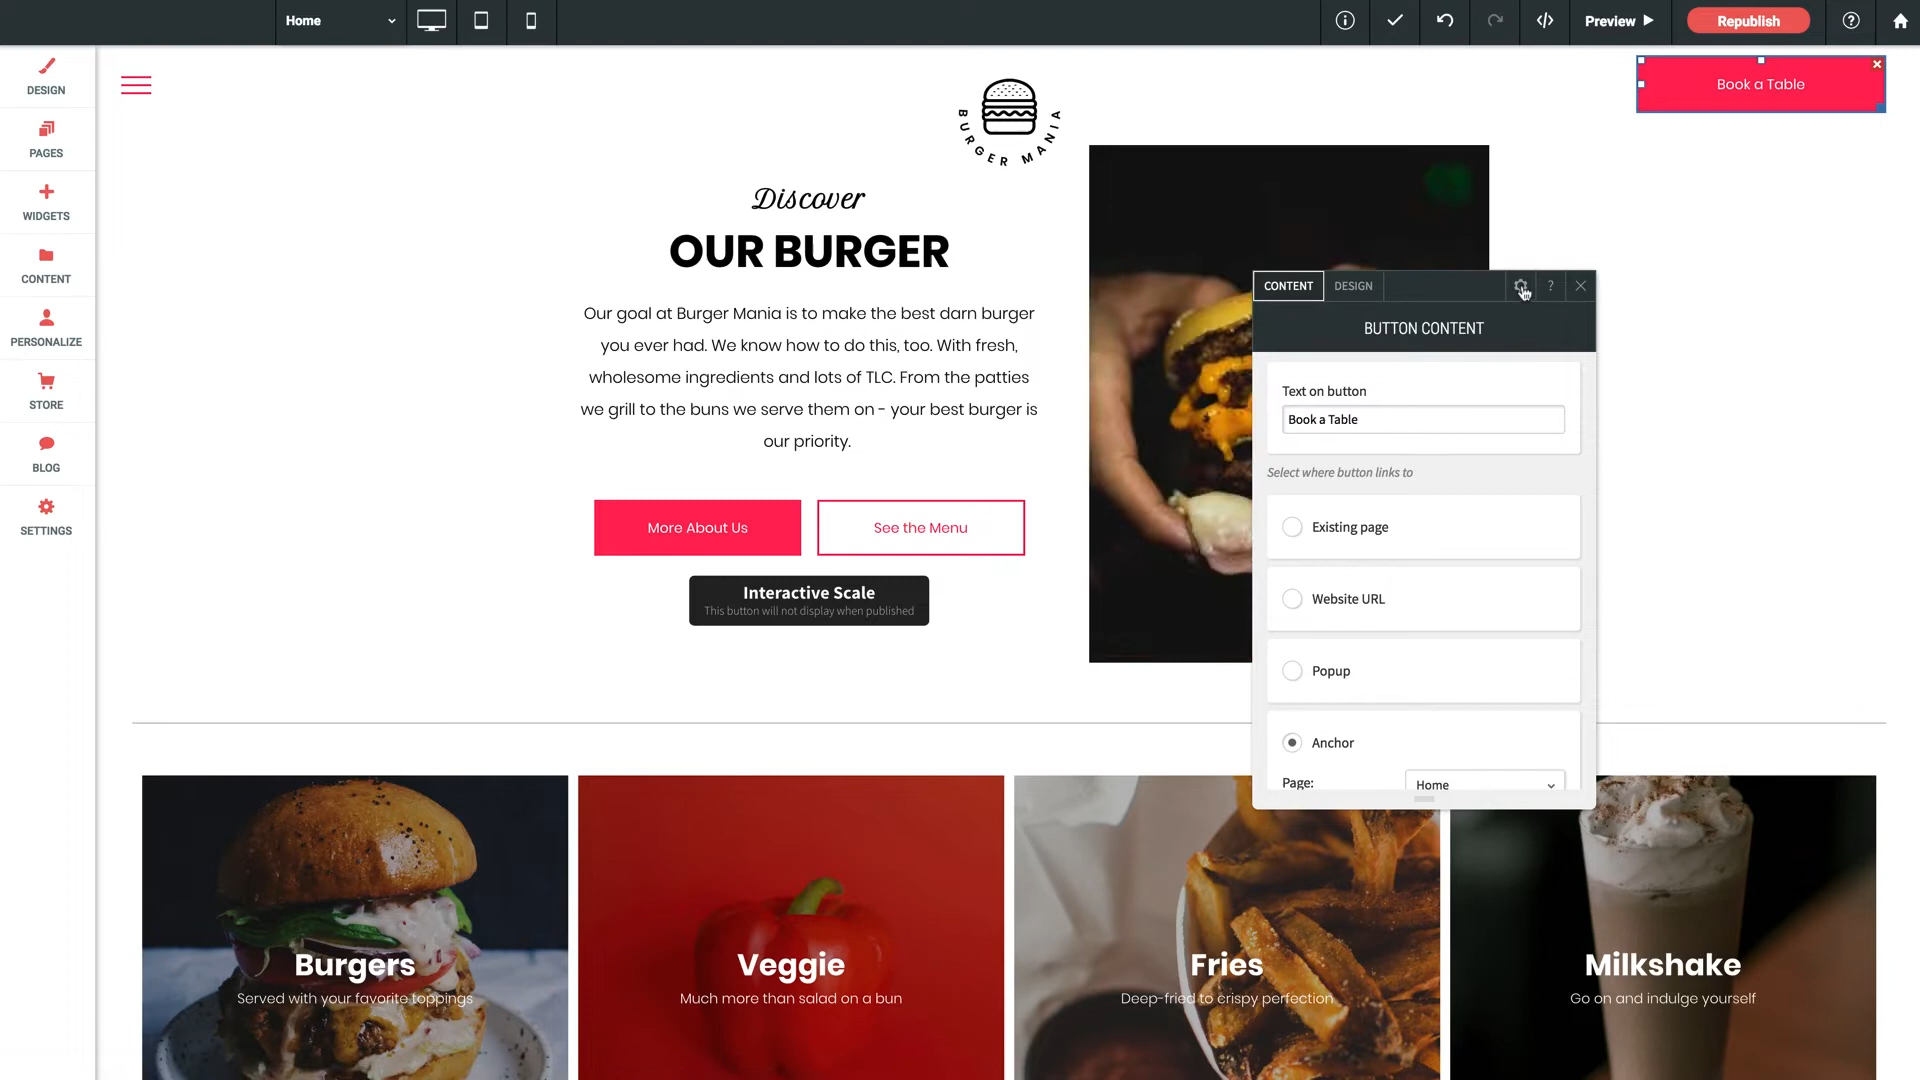 Home
Preview
Republish
DESIGN
PAGES
WIDGETS
CONTENT
PERSONALIZE
STORE
BLOG
SETTINGS
BURGER MANIA
Book a Table
Discover
OUR BURGER
Our goal at Burger Mania is to make the best darn burger
you ever had. We know how to do this, too. With fresh,
wholesome ingredients and lots of TLC. From the patties
we grill to the buns we serve them on - your best burger is
our priority.
More About Us
See the Menu
Interactive Scale
This button will not display when published
CONTENT
DESIGN
?
BUTTON CONTENT
Text on button
Book a Table
Select where button links to
Existing page
Website URL
Popup
Anchor
Page:
Home
Burgers
Served with your favorite toppings
Veggie
Much more than salad on a bun
Fries
Deep-fried to crispy perfection
Milkshake
Go on and indulge yourself